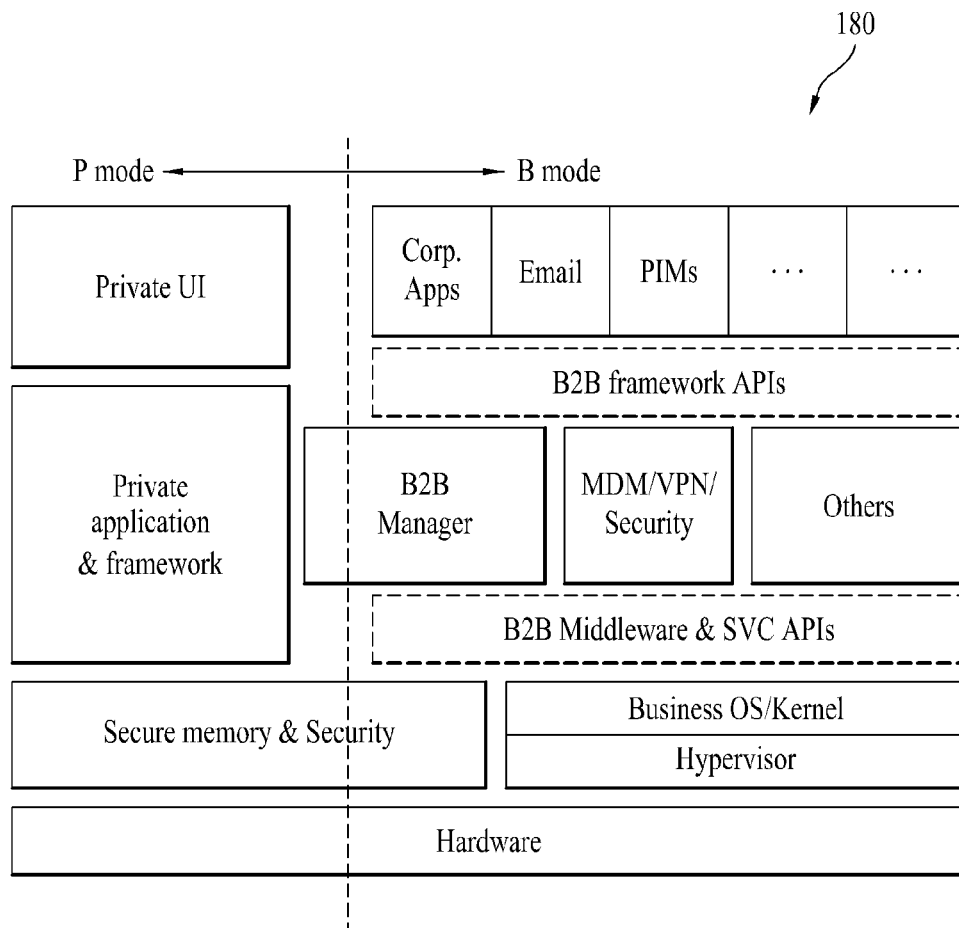 180
P mode
B mode
Private UI
Corp.
Apps
Email
PIMs
...
...
B2B framework APIs
Private
application
& framework
B2B
Manager
MDM/VPN/
Security
Others
B2B Middleware & SVC APIs
Secure memory & Security
Business OS/Kernel
Hypervisor
Hardware